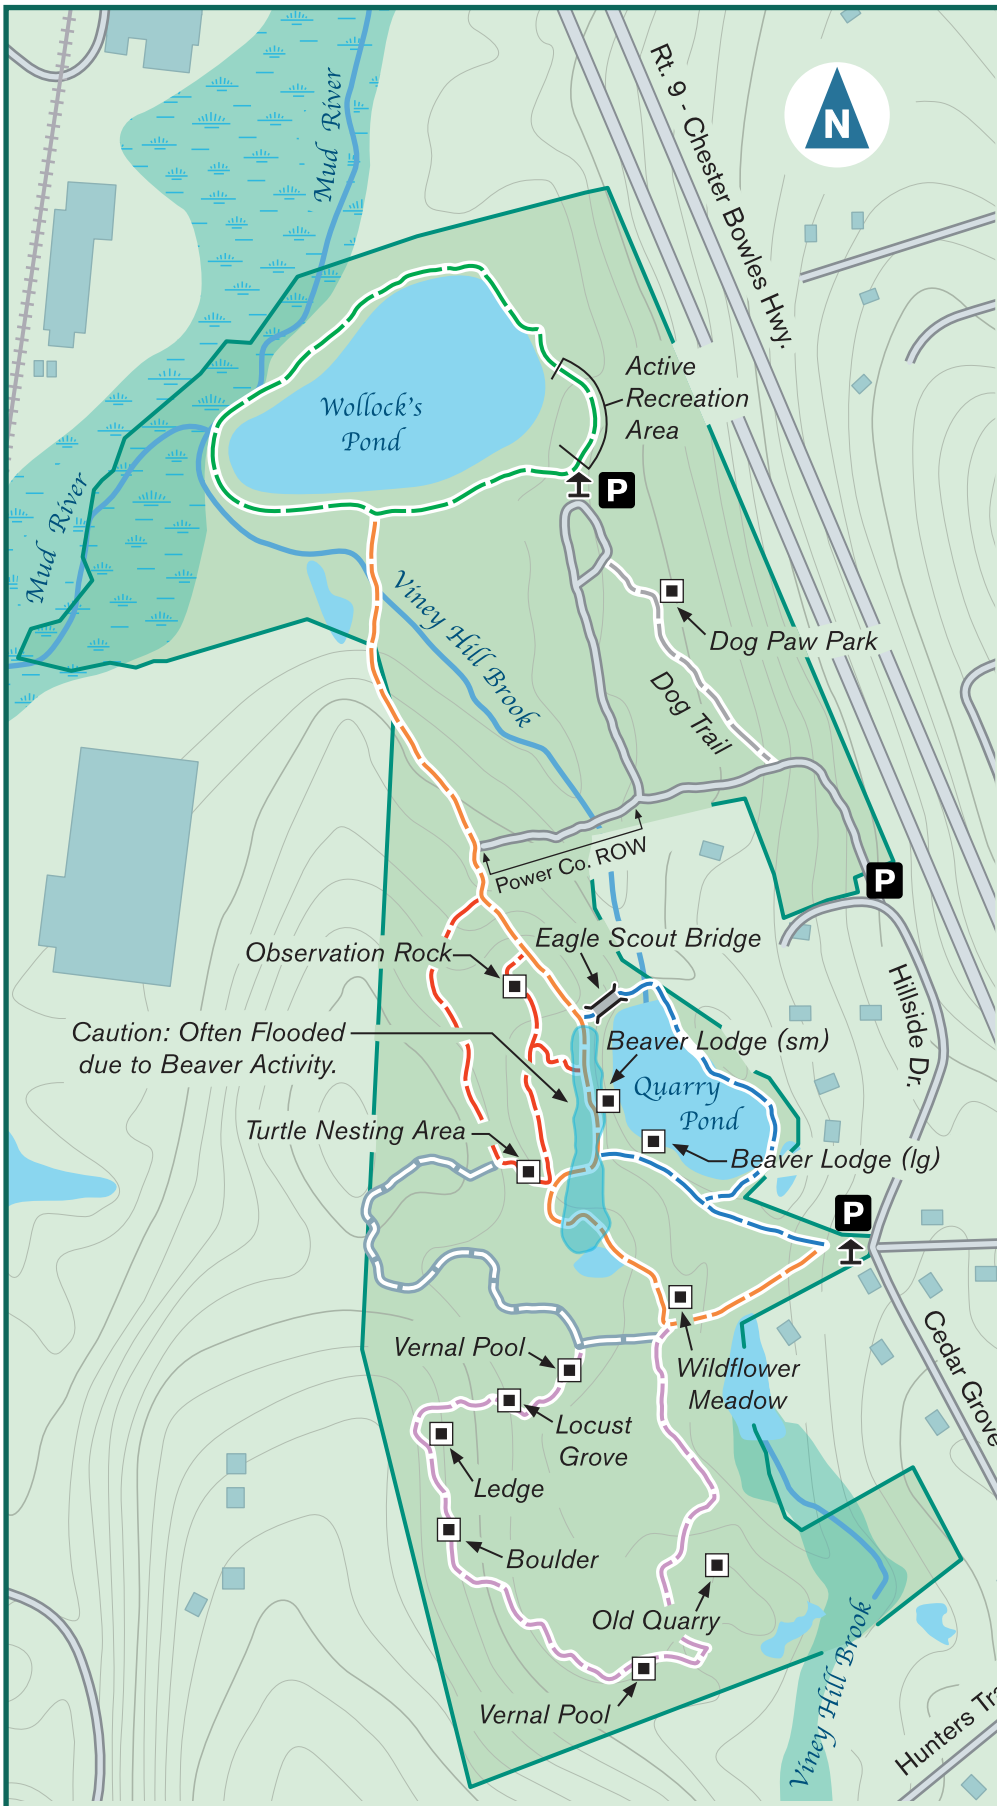 Mud River
Rt. 9 - Chester Bowles Hwy.
N
Active
Recreation
Area
Wollock's
Pond
P
Mud River
Viney Hill Brook
Dog Paw Park
Dog Trail
Power Co. ROW
P
Observation Rock
Eagle Scout Bridge
Hillside Dr.
Caution: Often Flooded
due to Beaver Activity.
Beaver Lodge (sm)
Quarry
Pond
Turtle Nesting Area
Beaver Lodge (lg)
P
Cedar Grove
Vernal Pool
Wildflower
Meadow
Locust
Grove
Ledge
Boulder
Old Quarry
Viney Hill Brook
Vernal Pool
Hunters